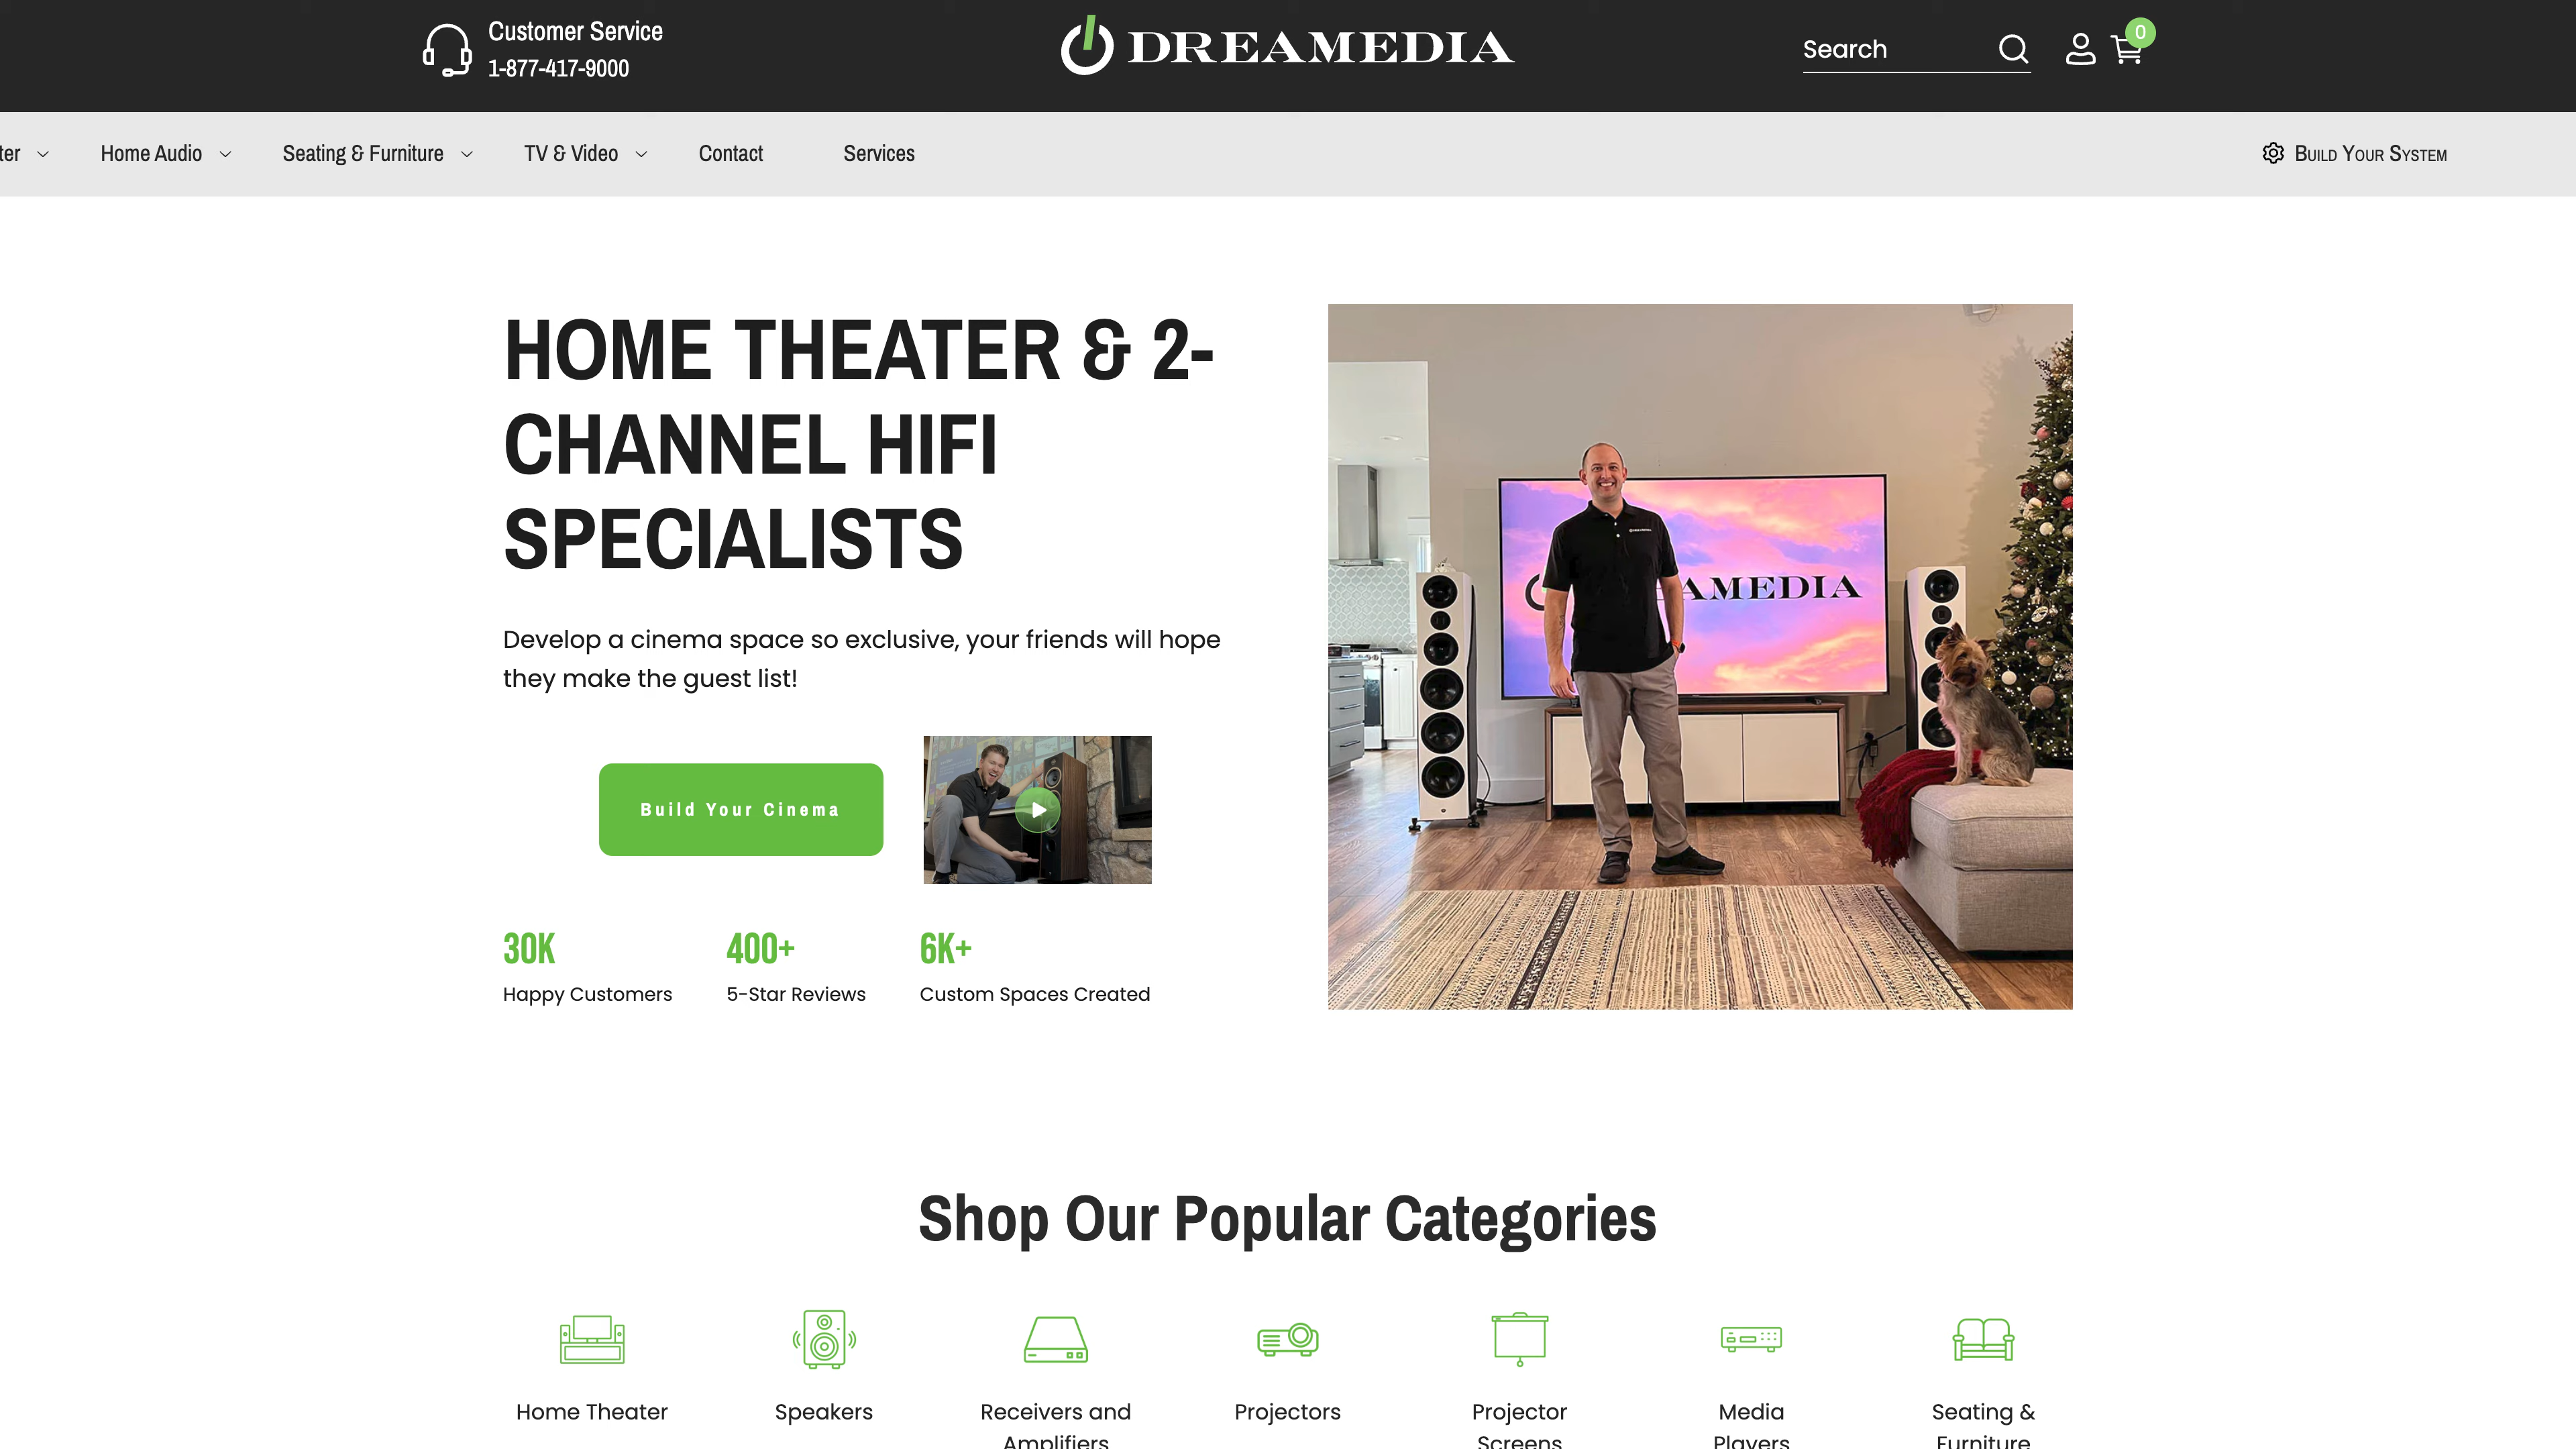 Customer Service
1-877-417-9000
DREAMEDIA
Search
0
ter
Home Audio
Seating & Furniture
TV & Video
Contact
Services
Build Your System
HOME THEATER & 2-
CHANNEL HIFI
SPECIALISTS
Develop a cinema space so exclusive, your friends will hope
they make the guest list!
Build Your Cinema
30K
Happy Customers
400+
5-Star Reviews
6K+
Custom Spaces Created
AMEDIA
Shop Our Popular Categories
Home Theater
Speakers
Receivers and
Amplifiers
Projectors
Projector
Screens
Media
Players
Seating &
Furniture